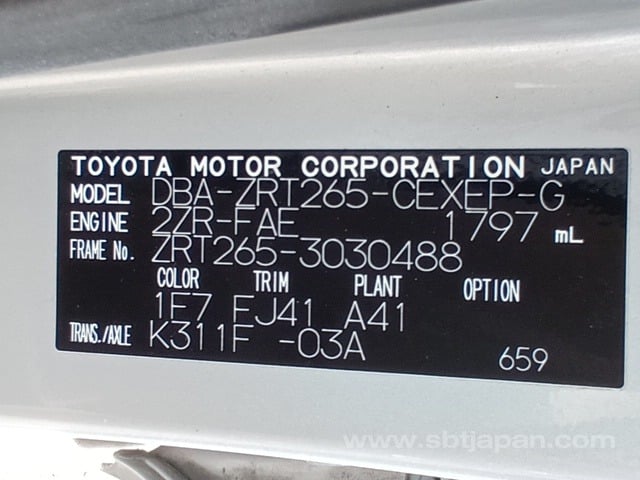 TOYOTA MOTOR CORPORATION JAPAN
MODEL DBA-ZRT265-CEXEP-G
ENGINE 2ZR-FAE 1797 mL
FRAME No. ZRT265-3030488
COLOR TRIM PLANT OPTION
1F7 FJ41 A41
TRANS./AXLE K311F -03A
659
www.sbtjapan.com